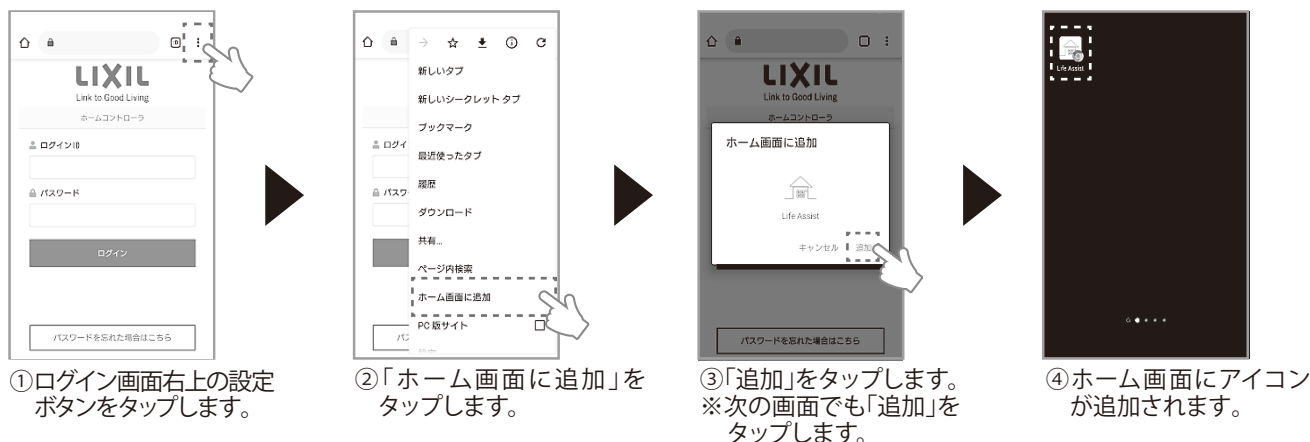 LIXIL
Link to Good Living
ホームコントローラ
ログインID
パスワード
ログイン
パスワードを忘れた場合はこちら
①ログイン画面右上の設定
ボタンをタップします。
新しいタブ
新しいシークレット タブ
ブックマーク
最近使ったタブ
履歴
ダウンロード
共有...
ページ内検索
ホーム画面に追加
PC 版サイト
ログイ
パスワ
パス
②「ホーム画面に追加」を
タップします。
LIXIL
Link to Good Living
ホームコントローラ
ホーム画面に追加
Life Assist
キャンセル 追加
パスワードを忘れた場合はこちら
③「追加」をタップします。
※次の画面でも「追加」を
タップします。
Life Assist
④ホーム画面にアイコン
が追加されます。